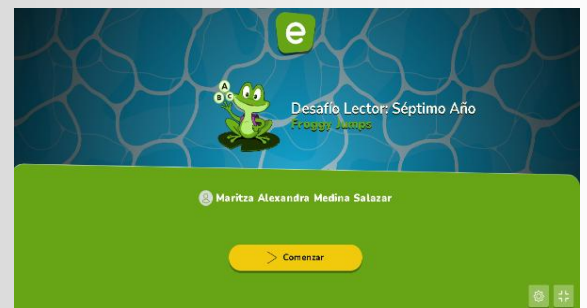 e
A
B C
Desafío Lector: Séptimo Año
Froggy Jumps
Maritza Alexandra Medina Salazar
Comenzar